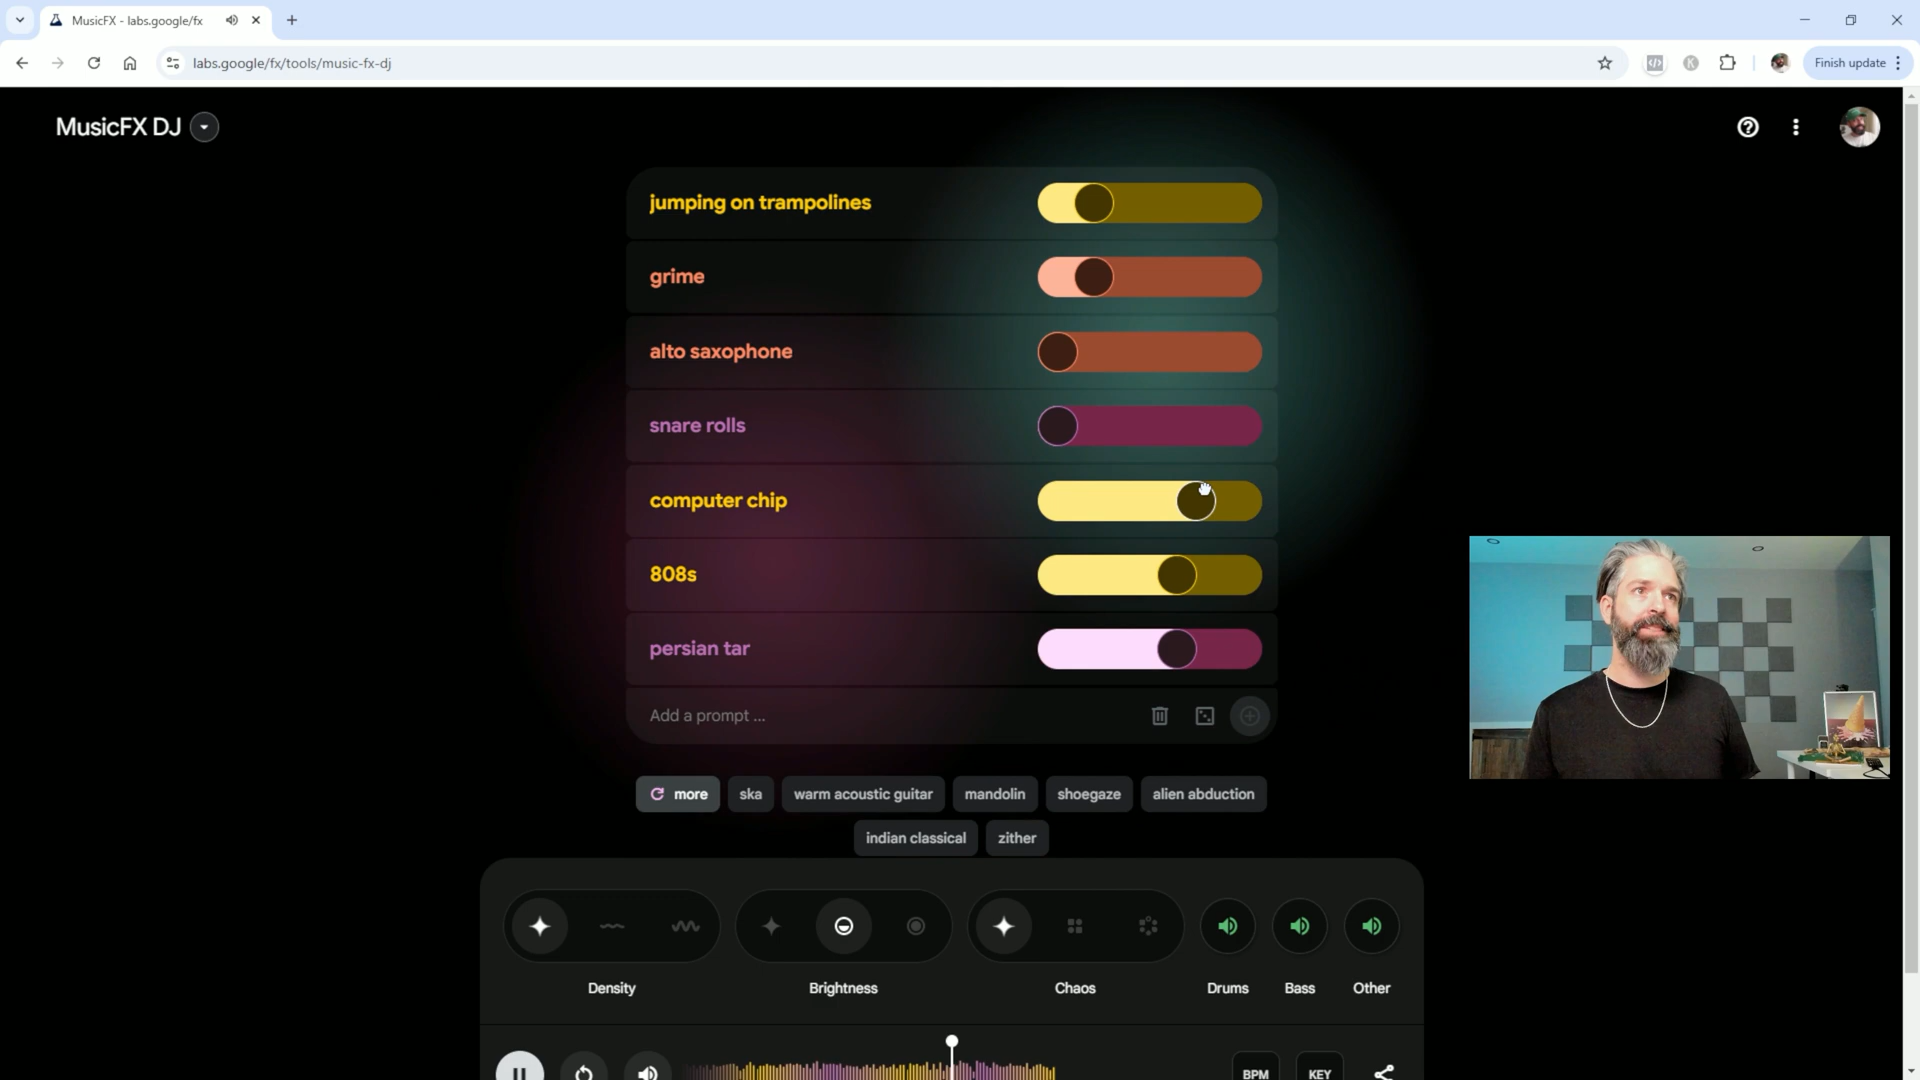 MusicFX - labs.google/fx
labs.google/fx/tools/music-fx-dj
Finish update
MusicFX DJ
jumping on trampolines
grime
alto saxophone
snare rolls
computer chip
808s
persian tar
Add a prompt ...
more ska warm acoustic guitar mandolin shoegaze alien abduction
indian classical zither
Density Brightness Chaos Drums Bass Other
BPM KEY